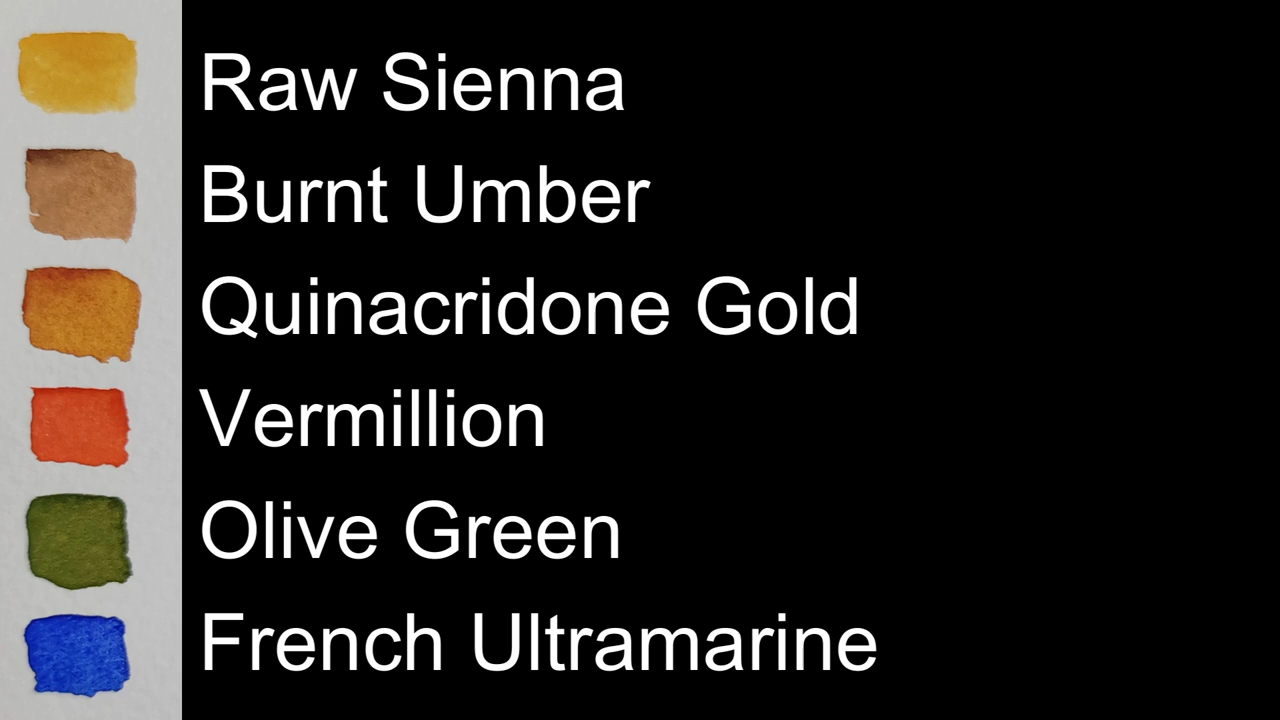 Raw Sienna
Burnt Umber
Quinacridone Gold
Vermillion
Olive Green
French Ultramarine